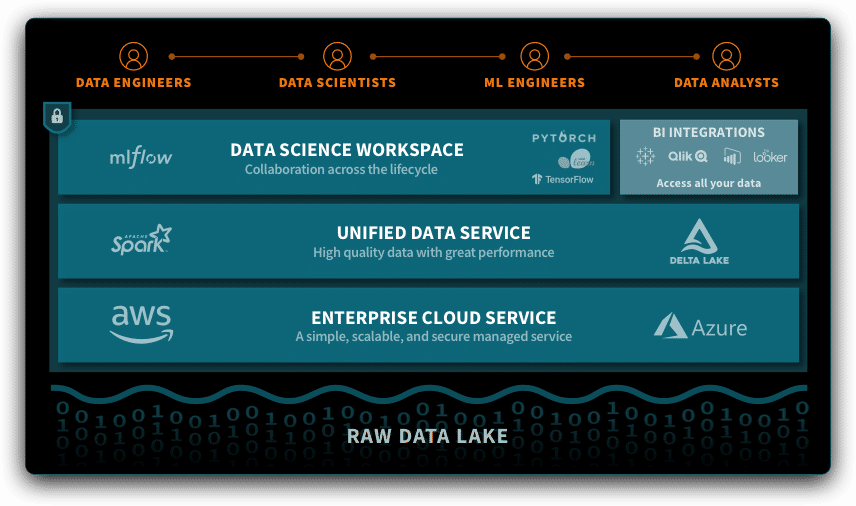 DATA ENGINEERS
DATA SCIENTISTS
ML ENGINEERS
DATA ANALYSTS
mlflow
DATA SCIENCE WORKSPACE
Collaboration across the lifecycle
PYTORCH
learn
TensorFlow
BI INTEGRATIONS
Qlik
looker
Access all your data
APACHE
Spark
UNIFIED DATA SERVICE
High quality data with great performance
DELTA LAKE
aws
ENTERPRISE CLOUD SERVICE
A simple, scalable, and secure managed service
Azure
RAW DATA LAKE